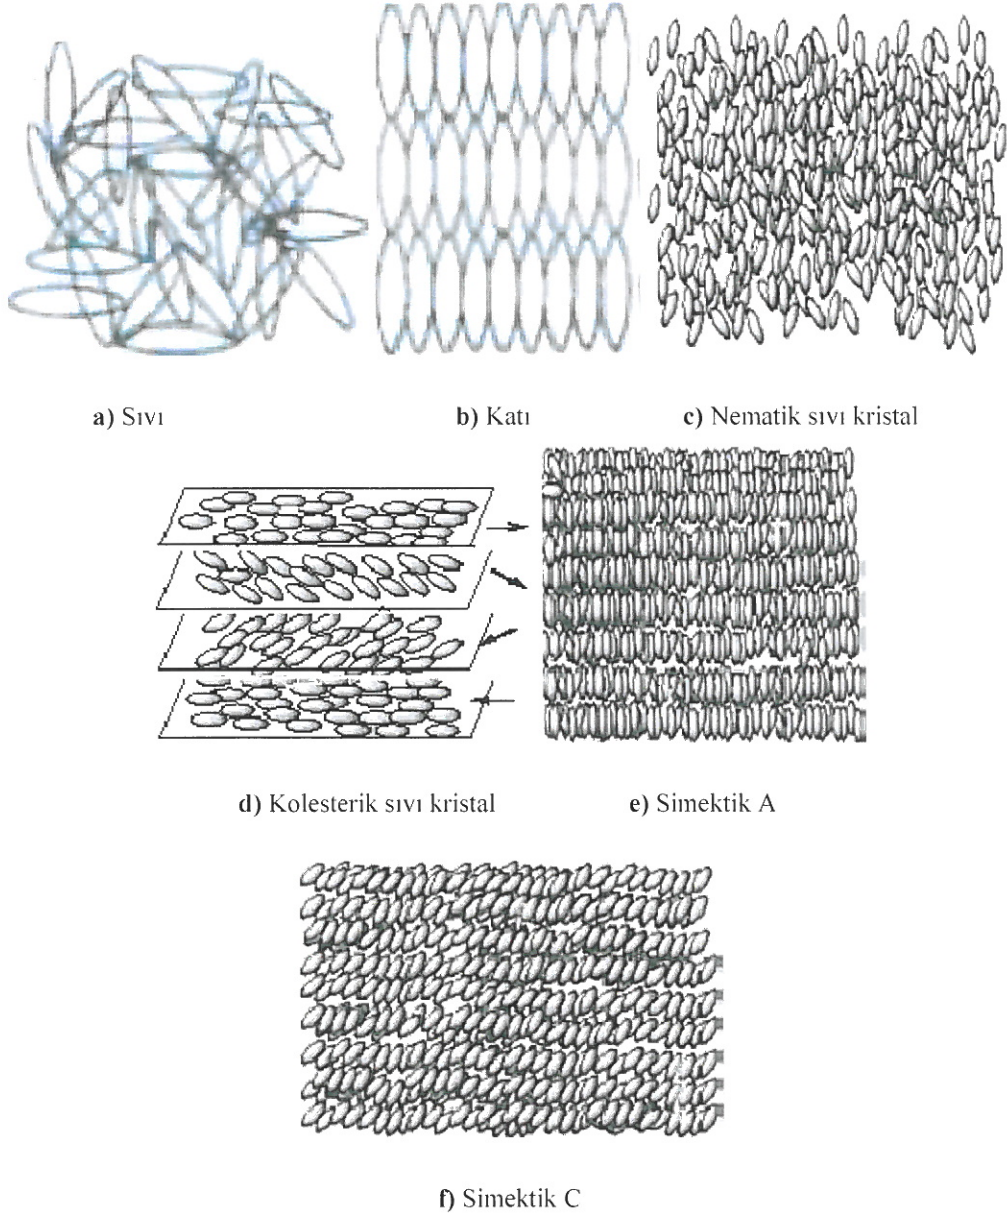 a) Sıvı
b) Katı
c) Nematik sıvı kristal
d) Kolesterik sıvı kristal
e) Simektik A
f) Simektik C